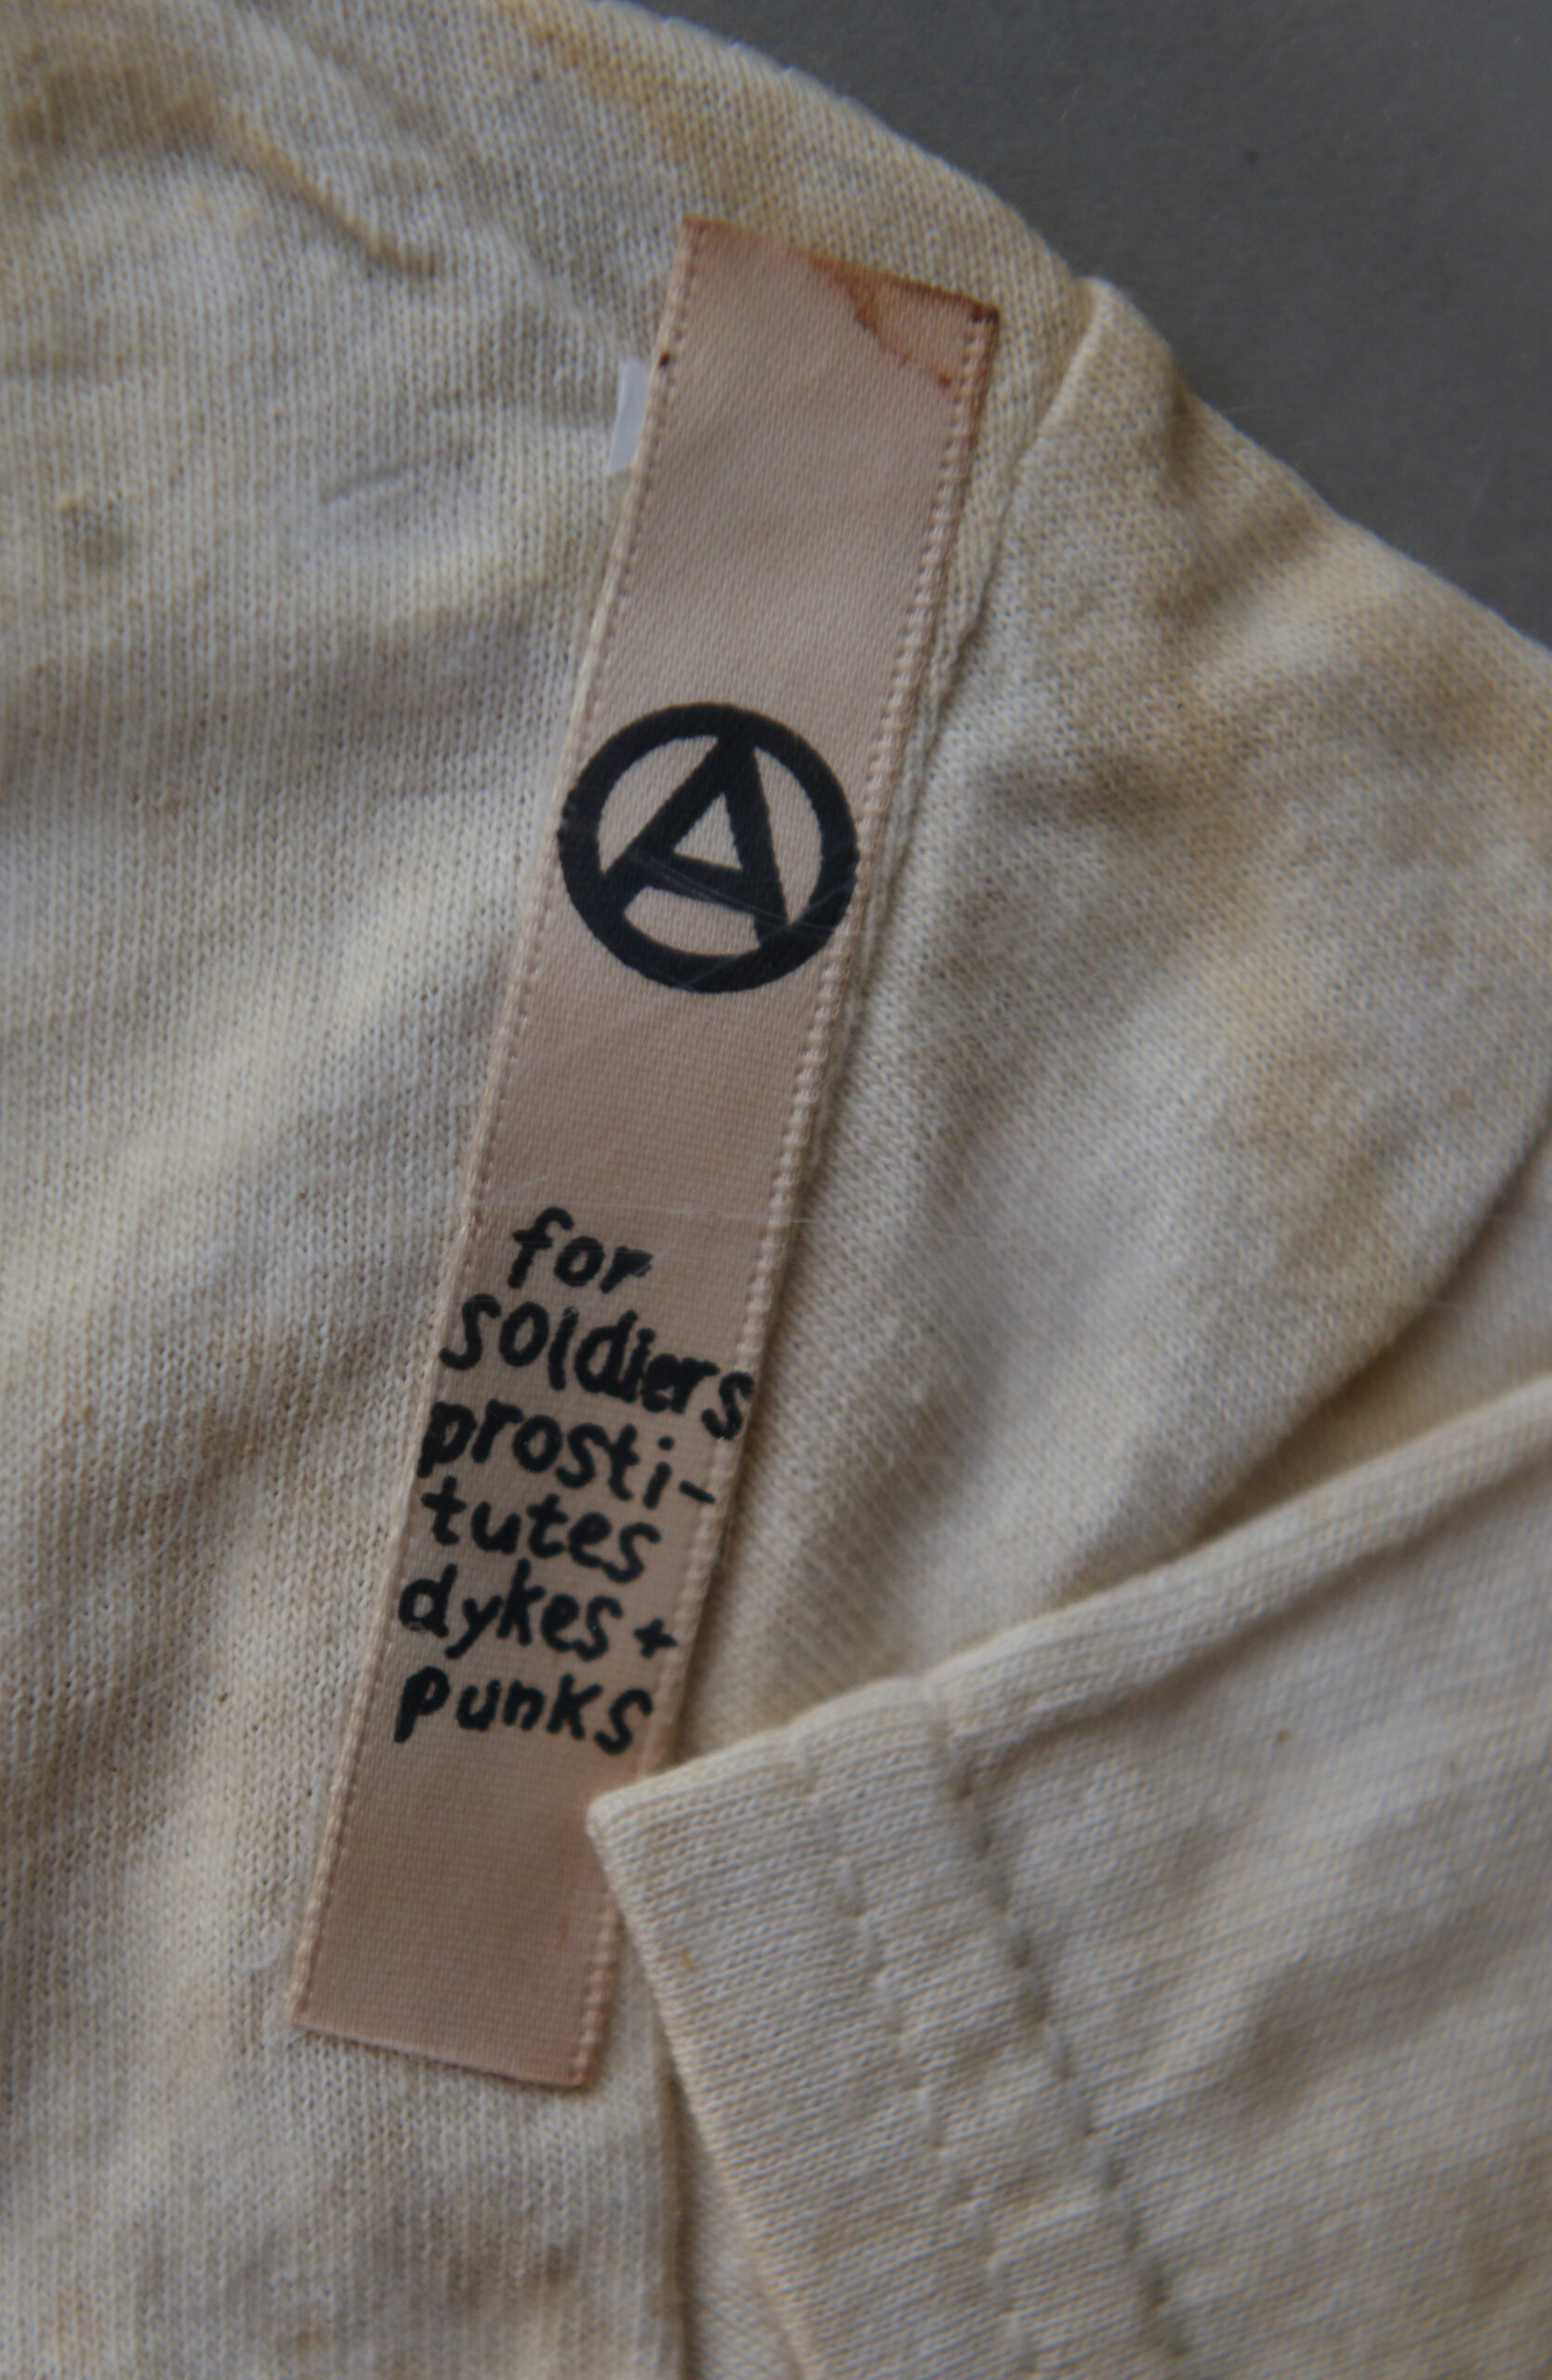 A
for
soldiers
prosti-
tutes
dykes +
punks